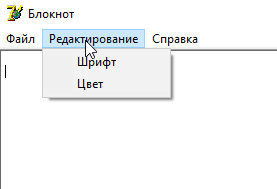 Блокнот
Файл Редактирование Справка
Шрифт
Цвет